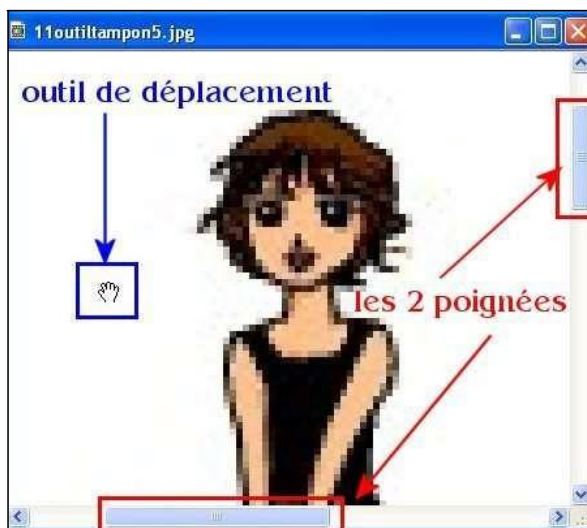 11outiltampon5.jpg
outil de déplacement
les 2 poignées